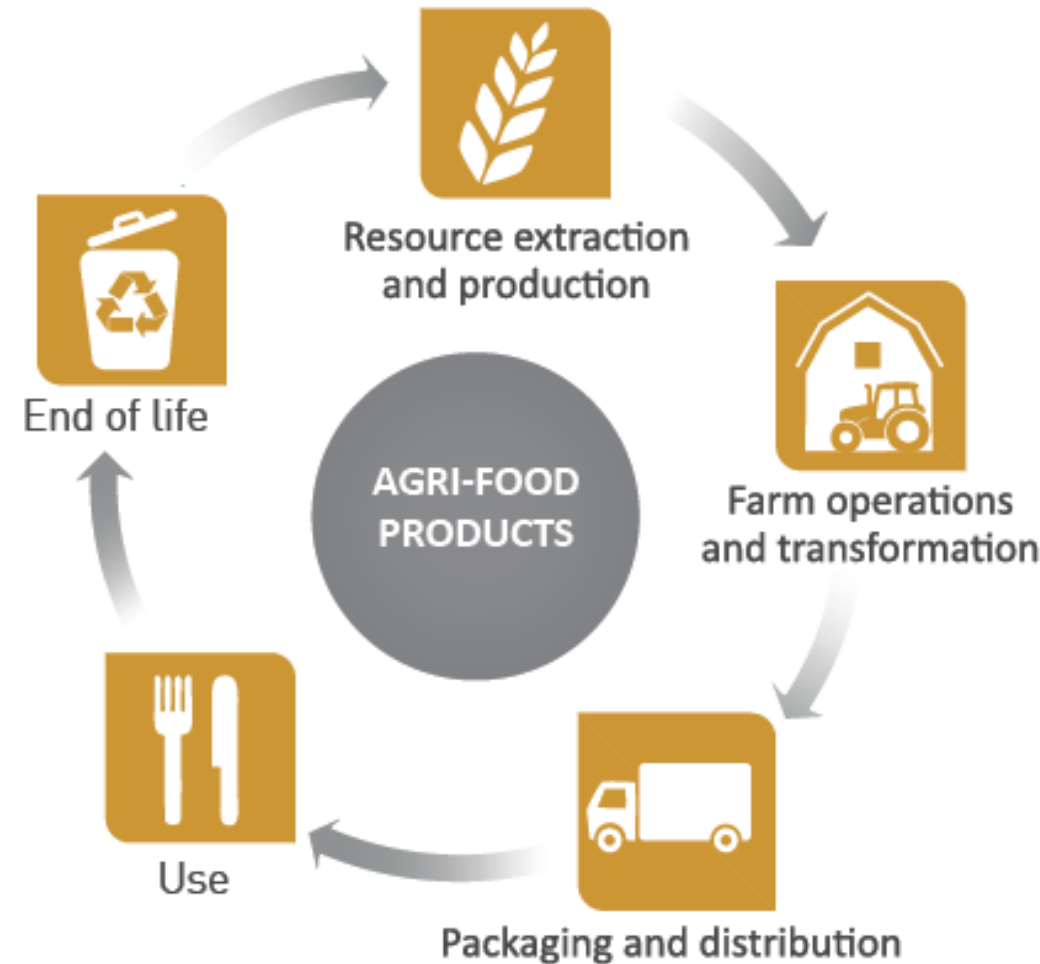 Resource extraction
and production
Farm operations
and transformation
Packaging and distribution
Use
End of life
AGRI-FOOD
PRODUCTS